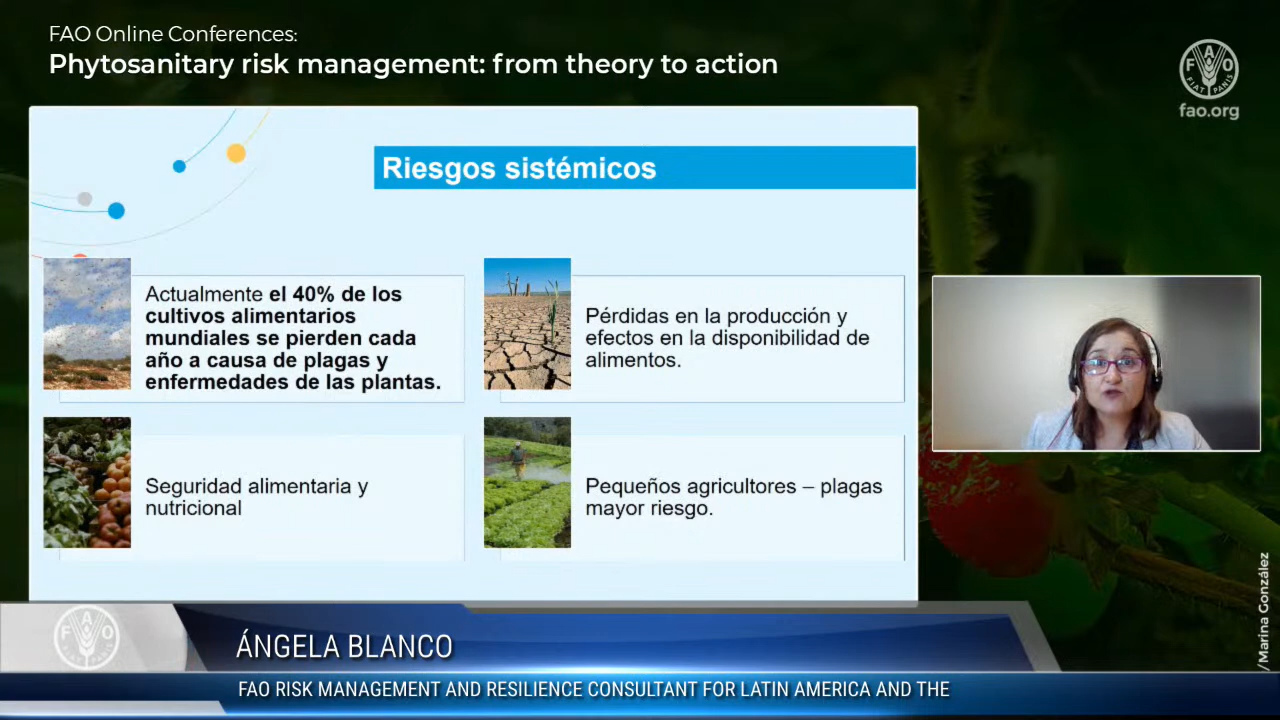 FAO Online Conferences:
Phytosanitary risk management: from theory to action
F A O
FIAT PANIS
fao.org
Riesgos sistémicos
Actualmente el 40% de los
cultivos alimentarios
mundiales se pierden cada
año a causa de plagas y
enfermedades de las plantas.
Pérdidas en la producción y
efectos en la disponibilidad de
alimentos.
Seguridad alimentaria y
nutricional
Pequeños agricultores – plagas
mayor riesgo.
/Marina González
F A O
ÁNGELA BLANCO
FAO RISK MANAGEMENT AND RESILIENCE CONSULTANT FOR LATIN AMERICA AND THE